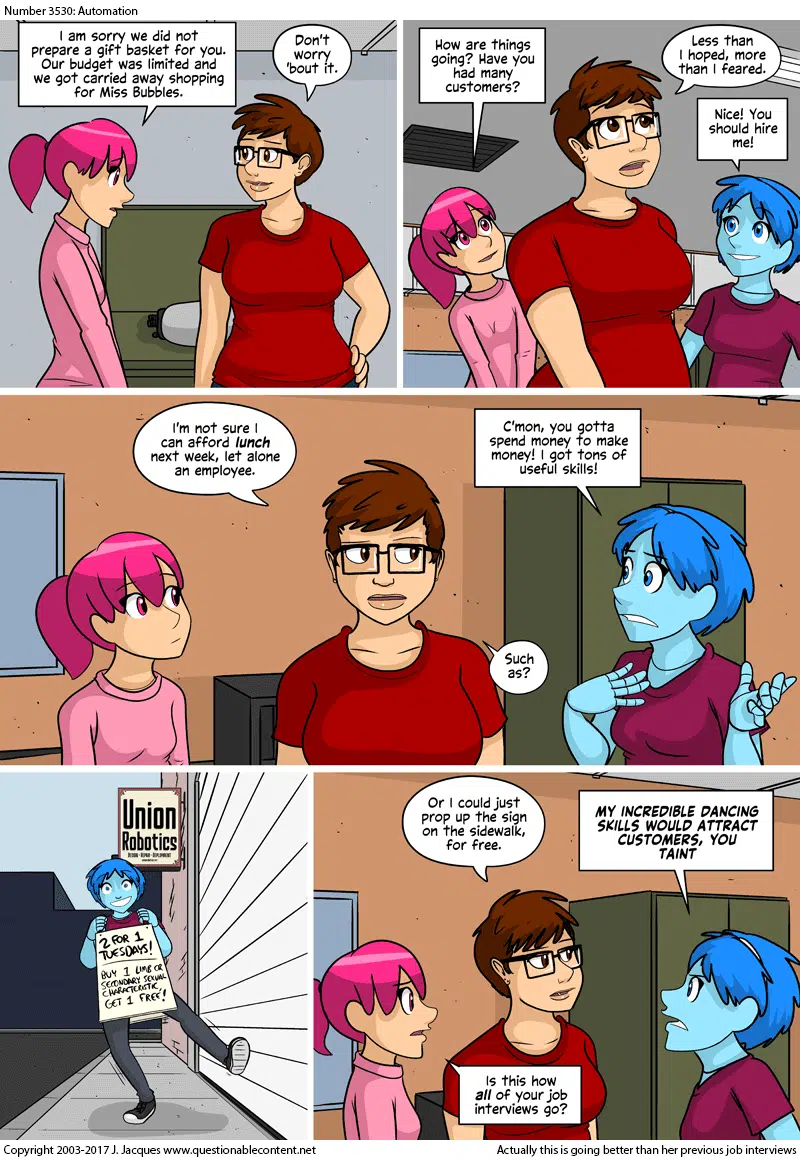 Number 3530: Automation
I am sorry we did not
prepare a gift basket for you.
Our budget was limited and
we got carried away shopping
for Miss Bubbles.
Don't
worry
'bout it.
How are things
going? Have you
had many
customers?
Less than
I hoped, more
than I feared.
Nice! You
should hire
me!
I'm not sure I
can afford lunch
next week, let alone
an employee.
C'mon, you gotta
spend money to make
money! I got tons of
useful skills!
Such
as?
Union
Robotics
DESIGN - REPAIR - DEPLOYMENT
2 FOR 1
TUESDAYS!
BUY 1 LIMB OR
SECONDARY SEXUAL
CHARACTERISTIC,
GET 1 FREE!
Or I could just
prop up the sign
on the sidewalk,
for free.
MY INCREDIBLE DANCING
SKILLS WOULD ATTRACT
CUSTOMERS, YOU
TAINT
Is this how
all of your job
interviews go?
Copyright 2003-2017 J. Jacques www.questionablecontent.net
Actually this is going better than her previous job interviews